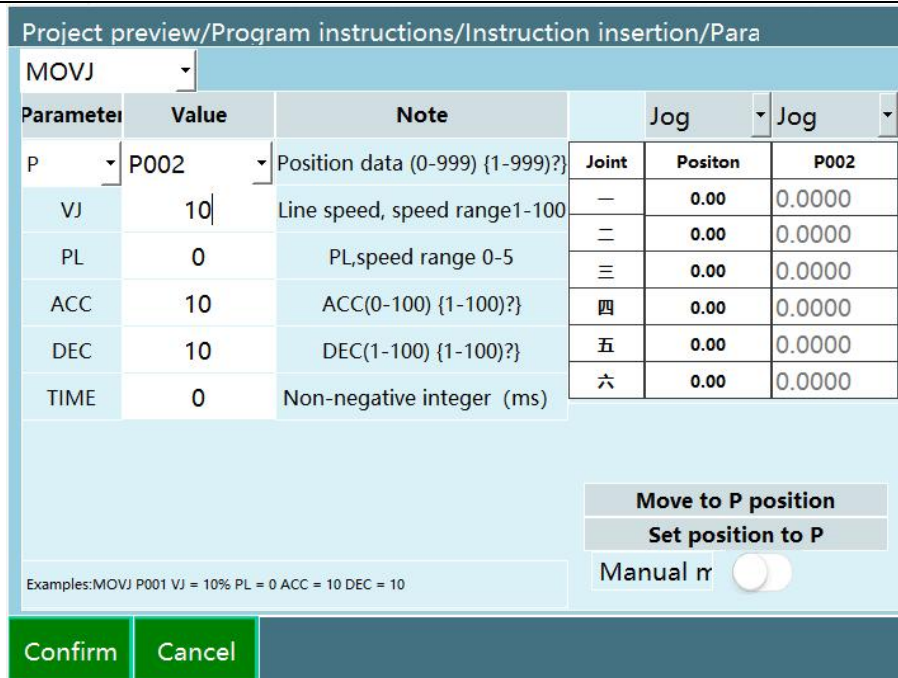 Project preview/Program instructions/Instruction insertion/Para
MOVJ
Parameter Value Note Jog Jog
P P002 Position data (0-999) {1-999)?} Joint Positon P002
VJ 10 Line speed, speed range1-100 一 0.00 0.0000
PL 0 PL,speed range 0-5 二 0.00 0.0000
ACC 10 ACC(0-100) {1-100)?} 三 0.00 0.0000
DEC 10 DEC(1-100) {1-100)?} 四 0.00 0.0000
TIME 0 Non-negative integer (ms) 五 0.00 0.0000
六 0.00 0.0000
Move to P position
Set position to P
Manual m
Examples:MOVJ P001 VJ = 10% PL = 0 ACC = 10 DEC = 10
Confirm Cancel